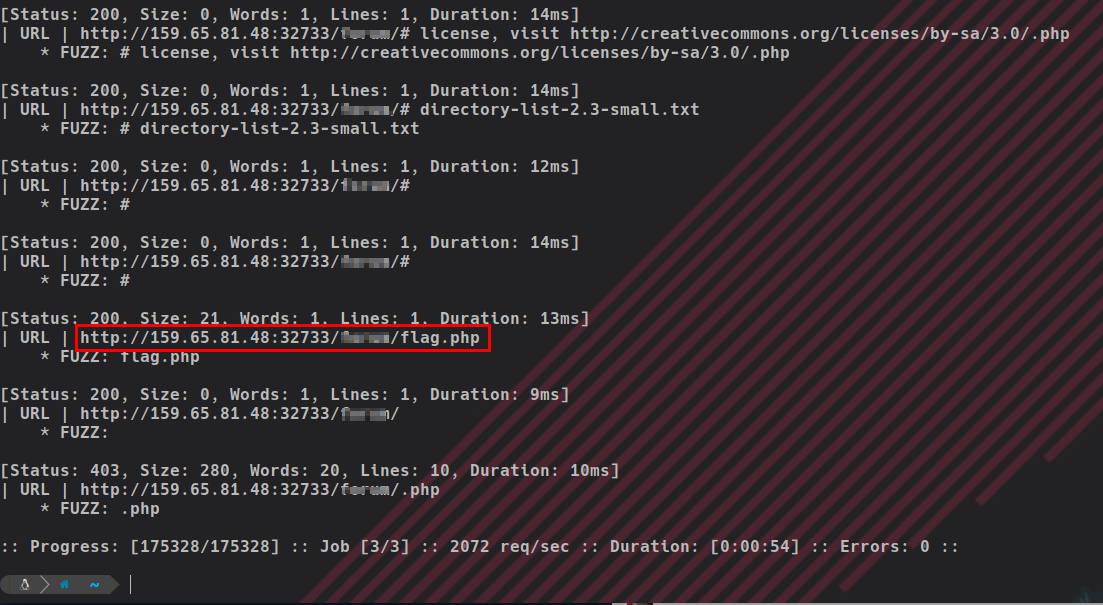 [Status: 200, Size: 0, Words: 1, Lines: 1, Duration: 14ms]
| URL | http://159.65.81.48:32733/ /# license, visit http://creativecommons.org/licenses/by-sa/3.0/.php
* FUZZ: # license, visit http://creativecommons.org/licenses/by-sa/3.0/.php
[Status: 200, Size: 0, Words: 1, Lines: 1, Duration: 14ms]
| URL | http://159.65.81.48:32733/ /# directory-list-2.3-small.txt
* FUZZ: # directory-list-2.3-small.txt
[Status: 200, Size: 0, Words: 1, Lines: 1, Duration: 12ms]
| URL | http://159.65.81.48:32733/ /#
* FUZZ: #
[Status: 200, Size: 0, Words: 1, Lines: 1, Duration: 14ms]
| URL | http://159.65.81.48:32733/ /#
* FUZZ: #
[Status: 200, Size: 21, Words: 1, Lines: 1, Duration: 13ms]
| URL | http://159.65.81.48:32733/ /flag.php
* FUZZ: flag.php
[Status: 200, Size: 0, Words: 1, Lines: 1, Duration: 9ms]
| URL | http://159.65.81.48:32733/ /
* FUZZ:
[Status: 403, Size: 280, Words: 20, Lines: 10, Duration: 10ms]
| URL | http://159.65.81.48:32733/ /.php
* FUZZ: .php
:: Progress: [175328/175328] :: Job [3/3] :: 2072 req/sec :: Duration: [0:00:54] :: Errors: 0 ::
~